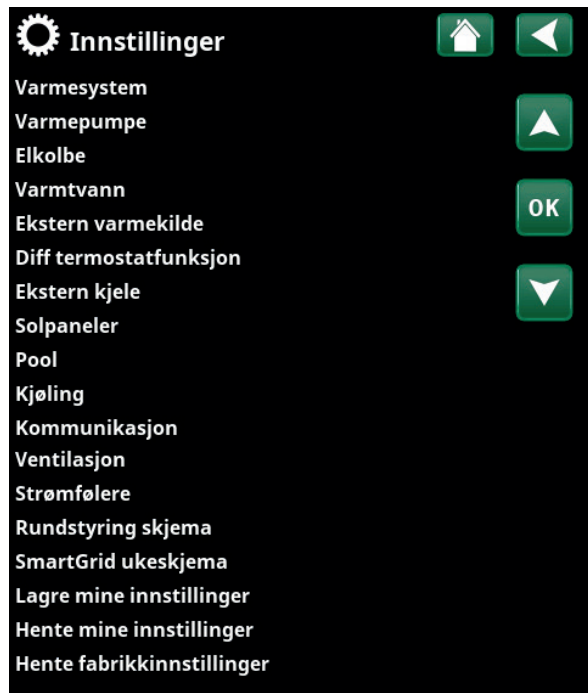 Innstillinger
Varmesystem
Varmepumpe
Elkolbe
Varmtvann
OK
Ekstern varmekilde
Diff termostatfunksjon
Ekstern kjele
Solpaneler
Pool
Kjøling
Kommunikasjon
Ventilasjon
Strømfølere
Rundstyring skjema
SmartGrid ukeskjema
Lagre mine innstillinger
Hente mine innstillinger
Hente fabrikkinnstillinger